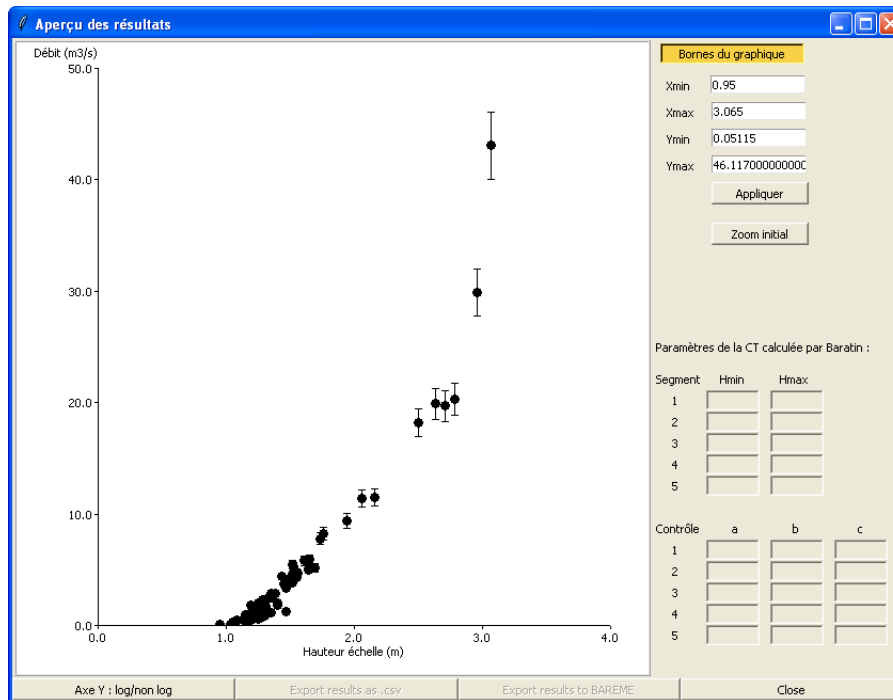 Aperçu des résultats
Débit (m3/s)
50.0
40.0
30.0
20.0
10.0
0.0
0.0 1.0 2.0 3.0 4.0
Hauteur échelle (m)
Bornes du graphique
Xmin 0.95
Xmax 3.065
Ymin 0.05115
Ymax 46.11700000000
Appliquer
Zoom initial
Paramètres de la CT calculée par Baratin :
Segment Hmin Hmax
1
2
3
4
5
Contrôle a b c
1
2
3
4
5
Axe Y : log/non log Export results as .csv Export results to BAREME Close